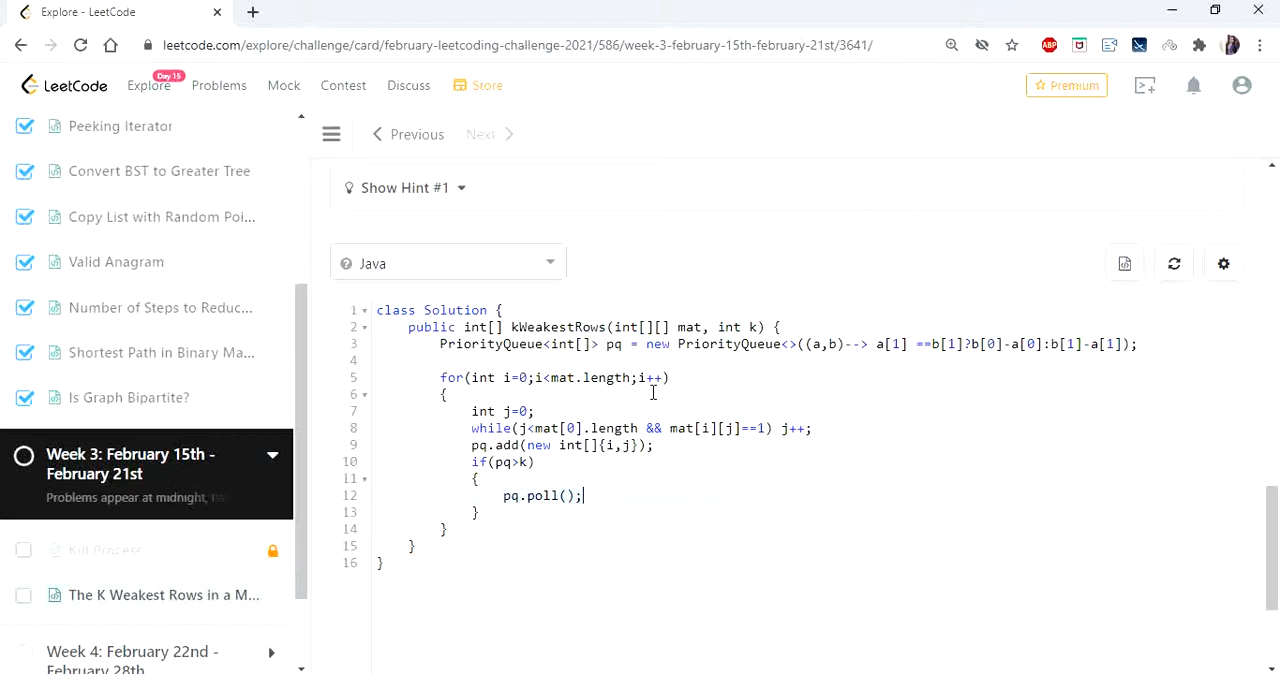 Explore - LeetCode
leetcode.com/explore/challenge/card/february-leetcoding-challenge-2021/586/week-3-february-15th-february-21st/3641/
ABP
LeetCode Explore Day 15 Problems Mock Contest Discuss Store Premium
Peeking Iterator
Convert BST to Greater Tree
Copy List with Random Poi...
Valid Anagram
Number of Steps to Reduc...
Shortest Path in Binary Ma...
Is Graph Bipartite?
Week 3: February 15th -
February 21st
Problems appear at midnight,
Kill Process
The K Weakest Rows in a M...
Week 4: February 22nd -
February 28th
Previous Next
Show Hint #1
Java
1 class Solution {
2 public int[] kWeakestRows(int[][] mat, int k) {
3 PriorityQueue<int[]> pq = new PriorityQueue<>((a,b)--> a[1] ==b[1]?b[0]-a[0]:b[1]-a[1]);
4
5 for(int i=0;i<mat.length;i++)
6 {
7 int j=0;
8 while(j<mat[0].length && mat[i][j]==1) j++;
9 pq.add(new int[]{i,j});
10 if(pq>k)
11 {
12 pq.poll();
13 }
14 }
15 }
16 }